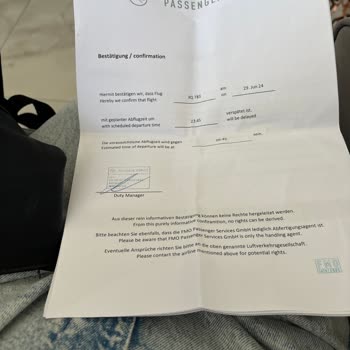 PASSENGER
Bestätigung / confirmation
Hiermit bestätigen wir, dass Flug am 29. Jun 24
Hereby we confirm that flight on
mit geplanter Abflugzeit um 23:45 verspätet ist.
with scheduled departure time will be delayed
Die voraussichtliche Abflugzeit wird gegen
Estimated time of departure will be at
Duty Manager
Aus dieser rein informativen Bestätigung können keine Rechte hergeleitet werden.
From this purely informative confirmation, no rights can be derived.
Bitte beachten Sie ebenfalls, dass die FMO Passenger Services GmbH lediglich Abfertigungsagent ist.
Please be aware that FMO Passenger Services GmbH is only the handling agent.
Eventuelle Ansprüche richten Sie bitte an die oben genannte Luftverkehrsgesellschaft.
Please contact the airline mentioned above for potential rights.
FMO